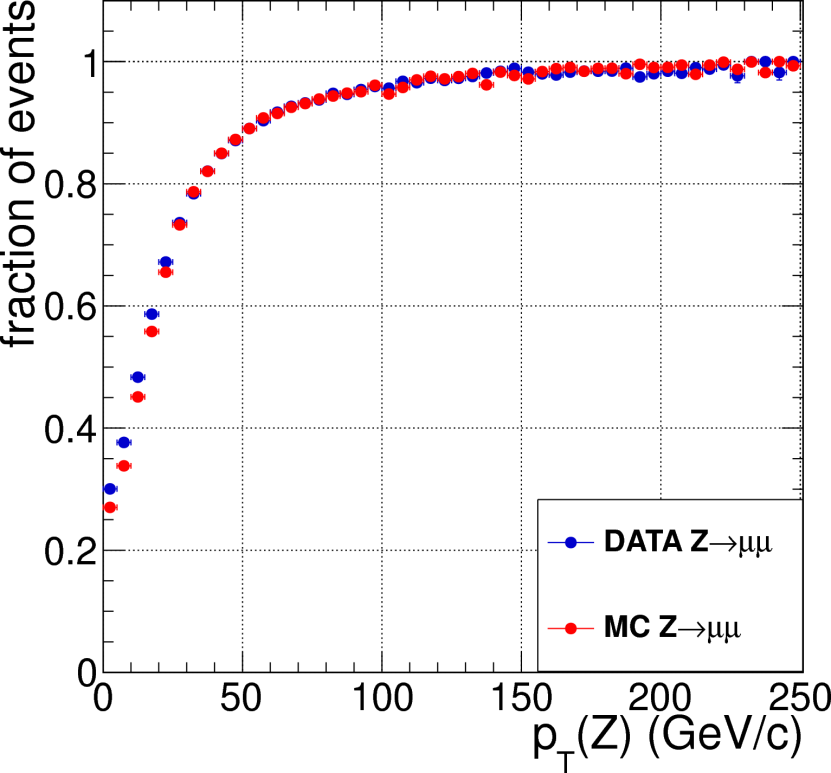 fraction of events
1
0.8
0.6
0.4
0.2
0
0 50 100 150 200 250
p_T(Z) (GeV/c)
DATA Z→μμ
MC Z→μμ